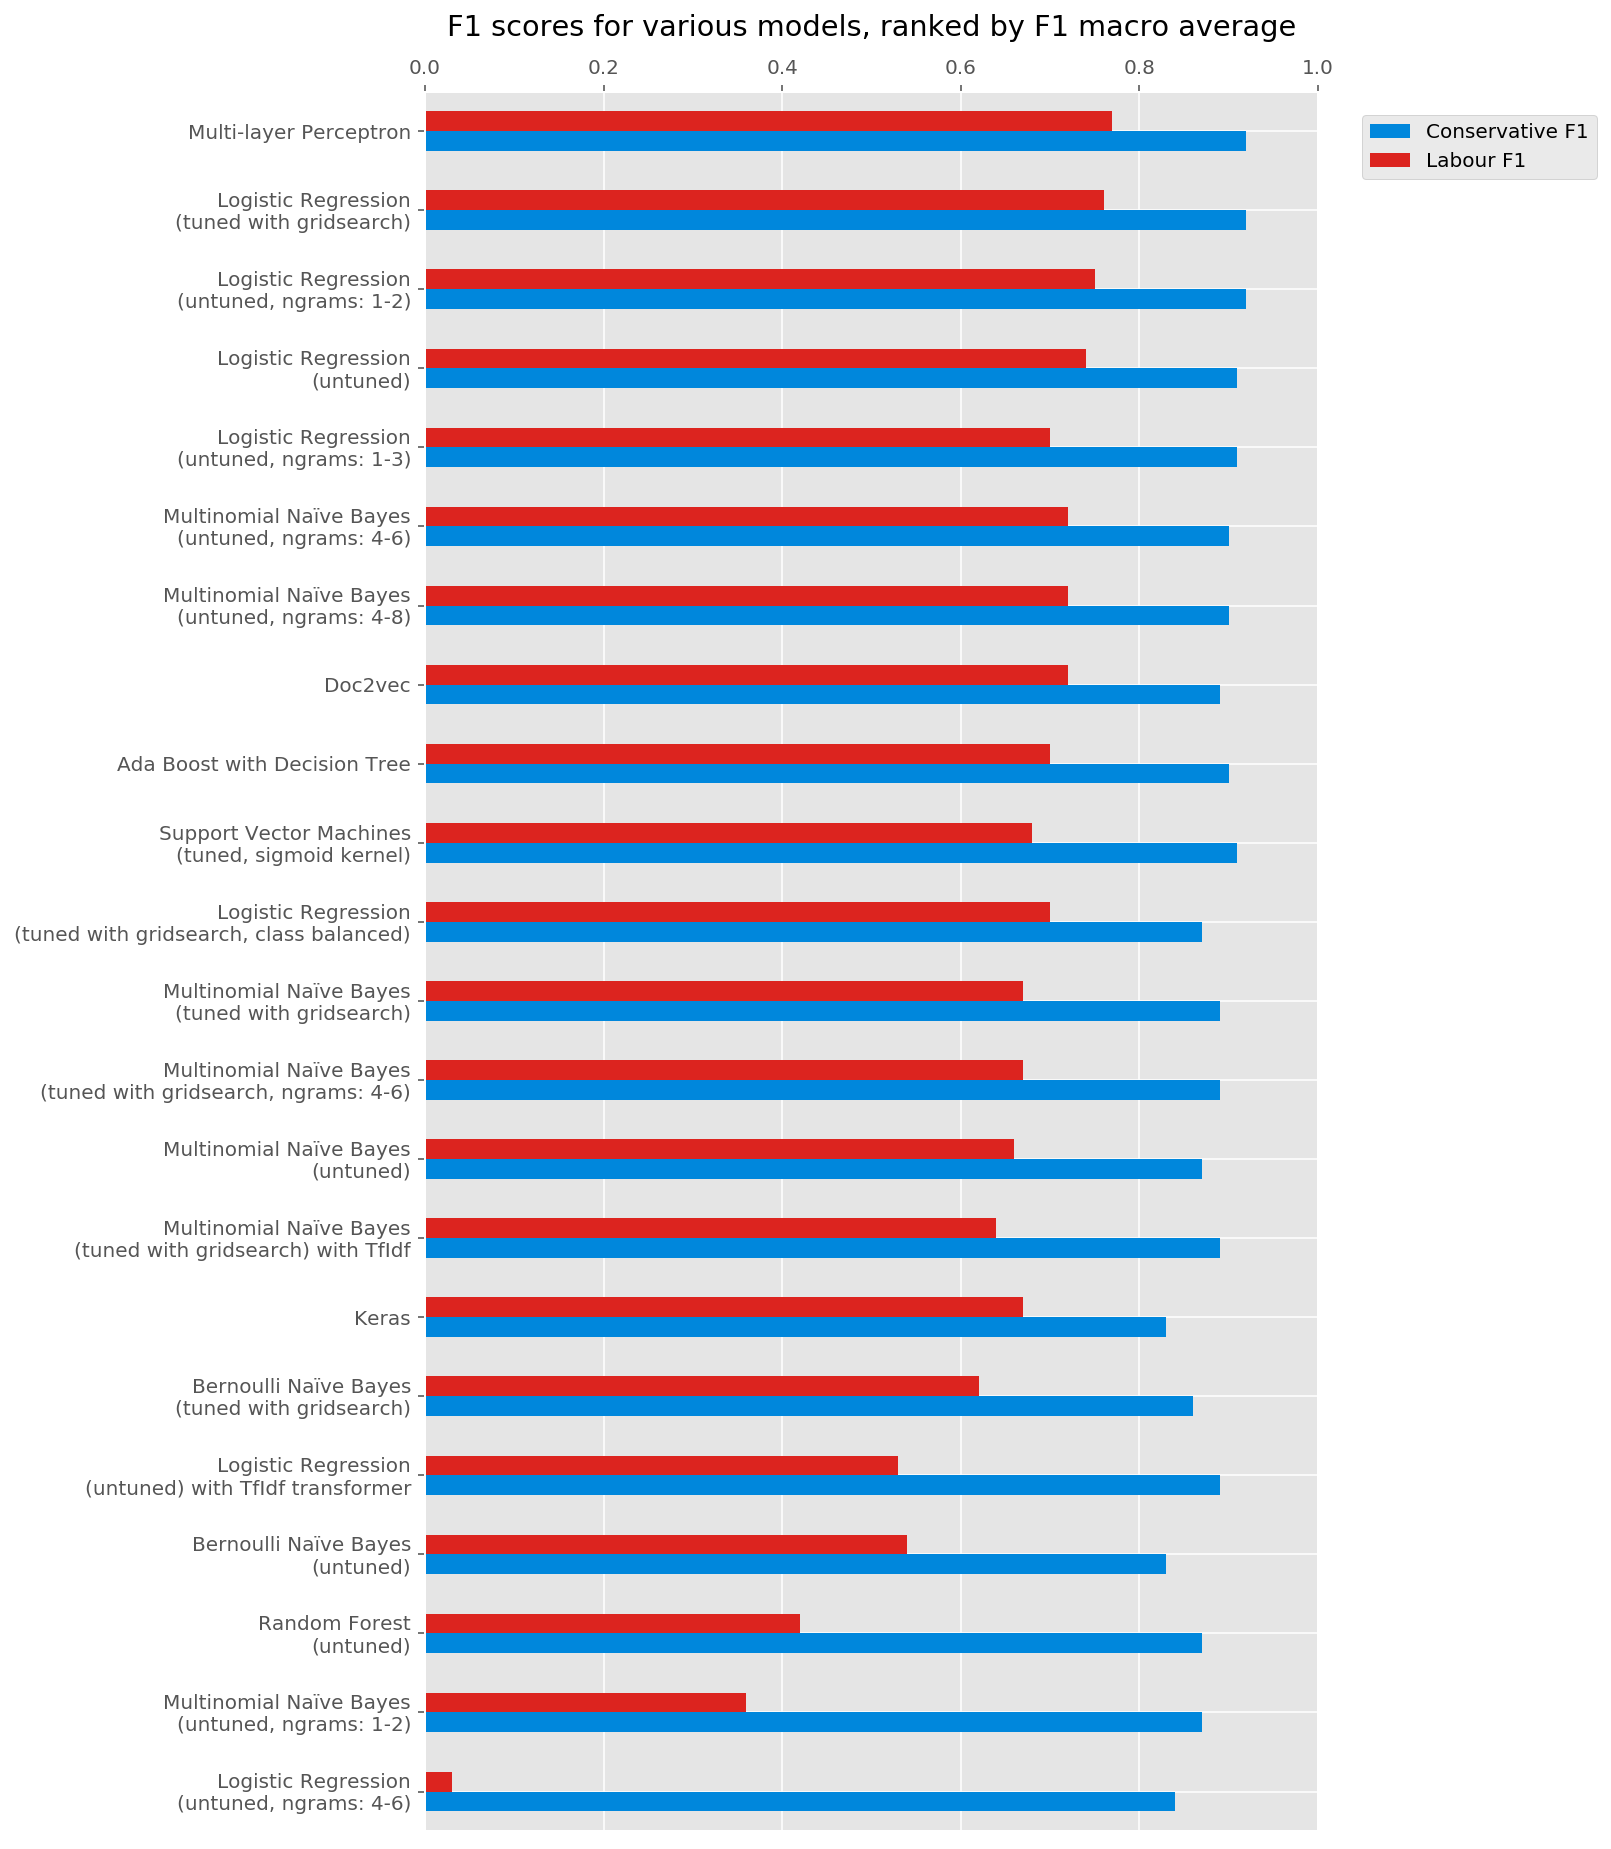 F1 scores for various models, ranked by F1 macro average
0.0 0.2 0.4 0.6 0.8 1.0
Conservative F1
Labour F1
Multi-layer Perceptron
Logistic Regression
(tuned with gridsearch)
Logistic Regression
(untuned, ngrams: 1-2)
Logistic Regression
(untuned)
Logistic Regression
(untuned, ngrams: 1-3)
Multinomial Naïve Bayes
(untuned, ngrams: 4-6)
Multinomial Naïve Bayes
(untuned, ngrams: 4-8)
Doc2vec
Ada Boost with Decision Tree
Support Vector Machines
(tuned, sigmoid kernel)
Logistic Regression
(tuned with gridsearch, class balanced)
Multinomial Naïve Bayes
(tuned with gridsearch)
Multinomial Naïve Bayes
(tuned with gridsearch, ngrams: 4-6)
Multinomial Naïve Bayes
(untuned)
Multinomial Naïve Bayes
(tuned with gridsearch) with TfIdf
Keras
Bernoulli Naïve Bayes
(tuned with gridsearch)
Logistic Regression
(untuned) with TfIdf transformer
Bernoulli Naïve Bayes
(untuned)
Random Forest
(untuned)
Multinomial Naïve Bayes
(untuned, ngrams: 1-2)
Logistic Regression
(untuned, ngrams: 4-6)